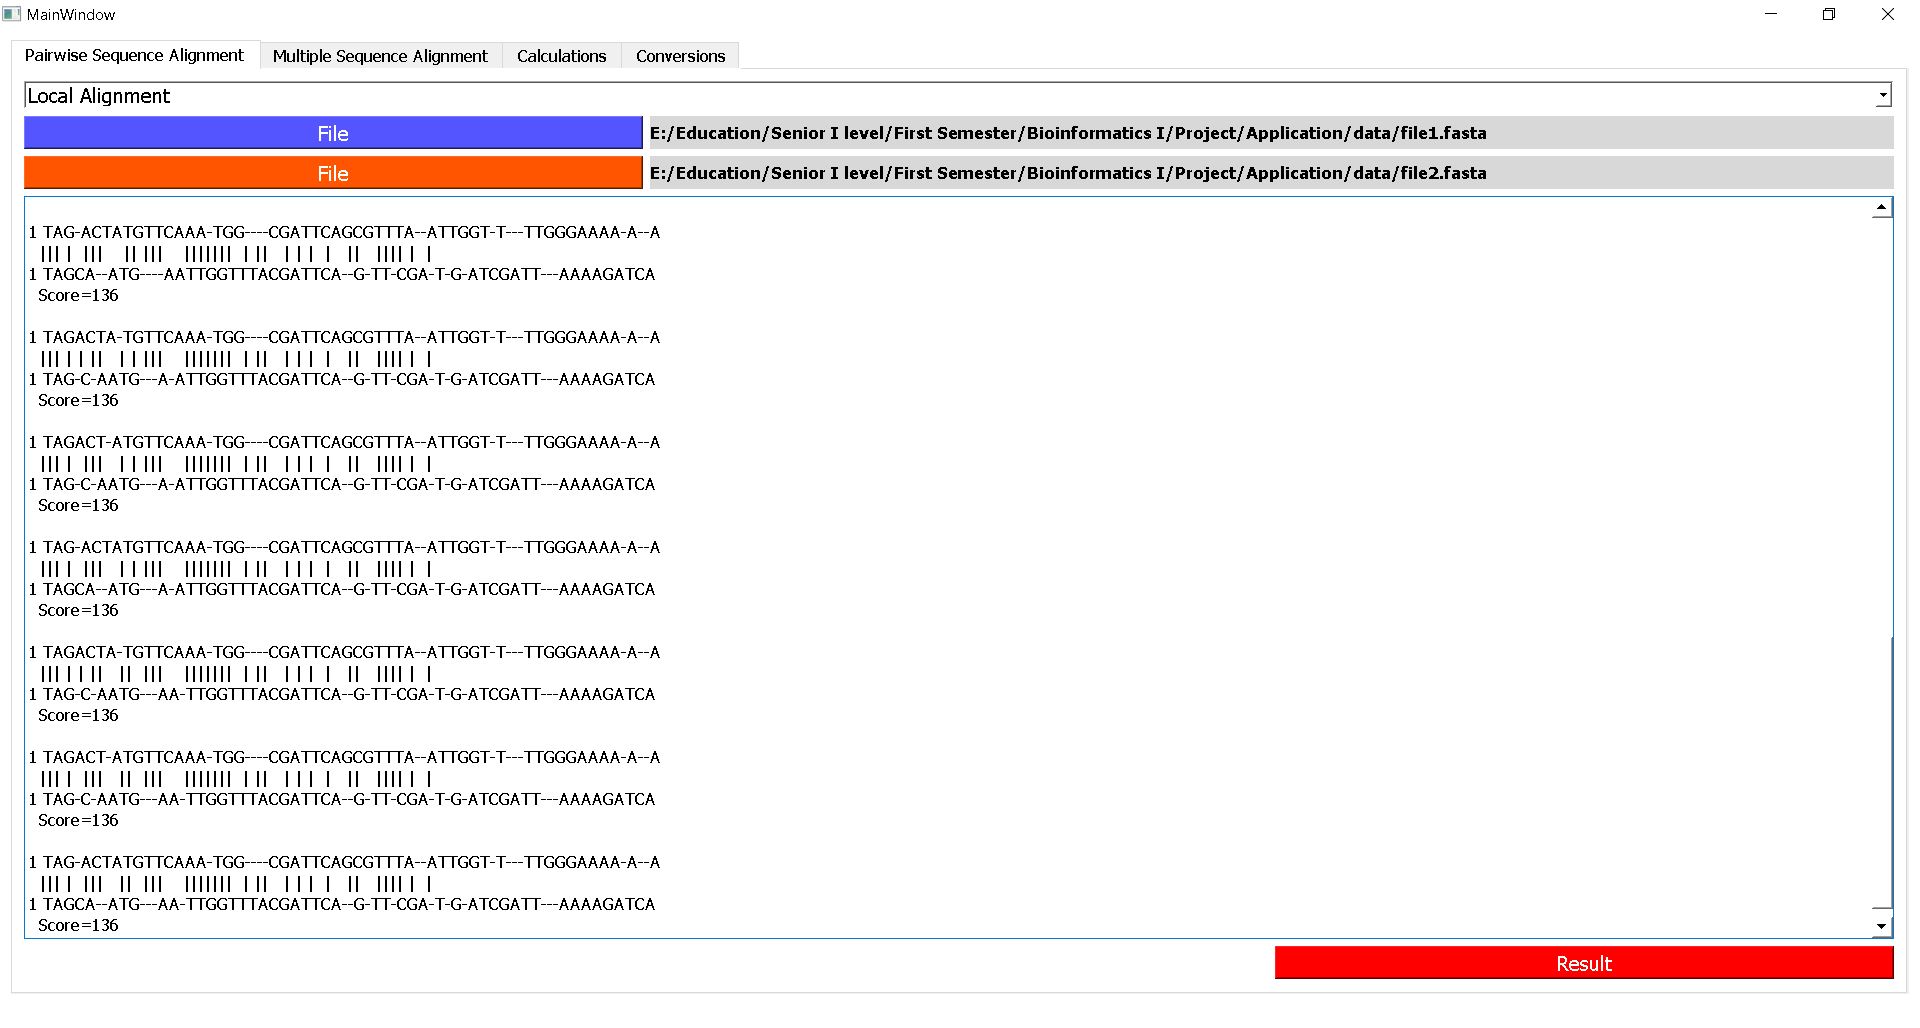 MainWindow
Pairwise Sequence Alignment Multiple Sequence Alignment Calculations Conversions
Local Alignment
File E:/Education/Senior I level/First Semester/Bioinformatics I/Project/Application/data/file1.fasta
File E:/Education/Senior I level/First Semester/Bioinformatics I/Project/Application/data/file2.fasta
1 TAG-ACTATGTTCAAA-TGG----CGATTCAGCGTTTA--ATTGGT-T---TTGGGAAAA-A--A
||| |  |||    || |||    |||||||  | ||   | | |  |   ||   |||| |  |
1 TAGCA--ATG----AATTGGTTTACGATTCA--G-TT-CGA-T-G-ATCGATT---AAAAGATCA
Score=136
1 TAGACTA-TGTTCAAA-TGG----CGATTCAGCGTTTA--ATTGGT-T---TTGGGAAAA-A--A
||| | | ||   | | |||    |||||||  | ||   | | |  |   ||   |||| |  |
1 TAG-C-AATG---A-ATTGGTTTACGATTCA--G-TT-CGA-T-G-ATCGATT---AAAAGATCA
Score=136
1 TAGACT-ATGTTCAAA-TGG----CGATTCAGCGTTTA--ATTGGT-T---TTGGGAAAA-A--A
||| |  |||   | | |||    |||||||  | ||   | | |  |   ||   |||| |  |
1 TAG-C-AATG---A-ATTGGTTTACGATTCA--G-TT-CGA-T-G-ATCGATT---AAAAGATCA
Score=136
1 TAG-ACTATGTTCAAA-TGG----CGATTCAGCGTTTA--ATTGGT-T---TTGGGAAAA-A--A
||| |  |||   | | |||    |||||||  | ||   | | |  |   ||   |||| |  |
1 TAGCA--ATG---A-ATTGGTTTACGATTCA--G-TT-CGA-T-G-ATCGATT---AAAAGATCA
Score=136
1 TAGACTA-TGTTCAAA-TGG----CGATTCAGCGTTTA--ATTGGT-T---TTGGGAAAA-A--A
||| | | ||   ||  |||    |||||||  | ||   | | |  |   ||   |||| |  |
1 TAG-C-AATG---AA-TTGGTTTACGATTCA--G-TT-CGA-T-G-ATCGATT---AAAAGATCA
Score=136
1 TAGACT-ATGTTCAAA-TGG----CGATTCAGCGTTTA--ATTGGT-T---TTGGGAAAA-A--A
||| |  |||   ||  |||    |||||||  | ||   | | |  |   ||   |||| |  |
1 TAG-C-AATG---AA-TTGGTTTACGATTCA--G-TT-CGA-T-G-ATCGATT---AAAAGATCA
Score=136
1 TAG-ACTATGTTCAAA-TGG----CGATTCAGCGTTTA--ATTGGT-T---TTGGGAAAA-A--A
||| |  |||   ||  |||    |||||||  | ||   | | |  |   ||   |||| |  |
1 TAGCA--ATG---AA-TTGGTTTACGATTCA--G-TT-CGA-T-G-ATCGATT---AAAAGATCA
Score=136
Result